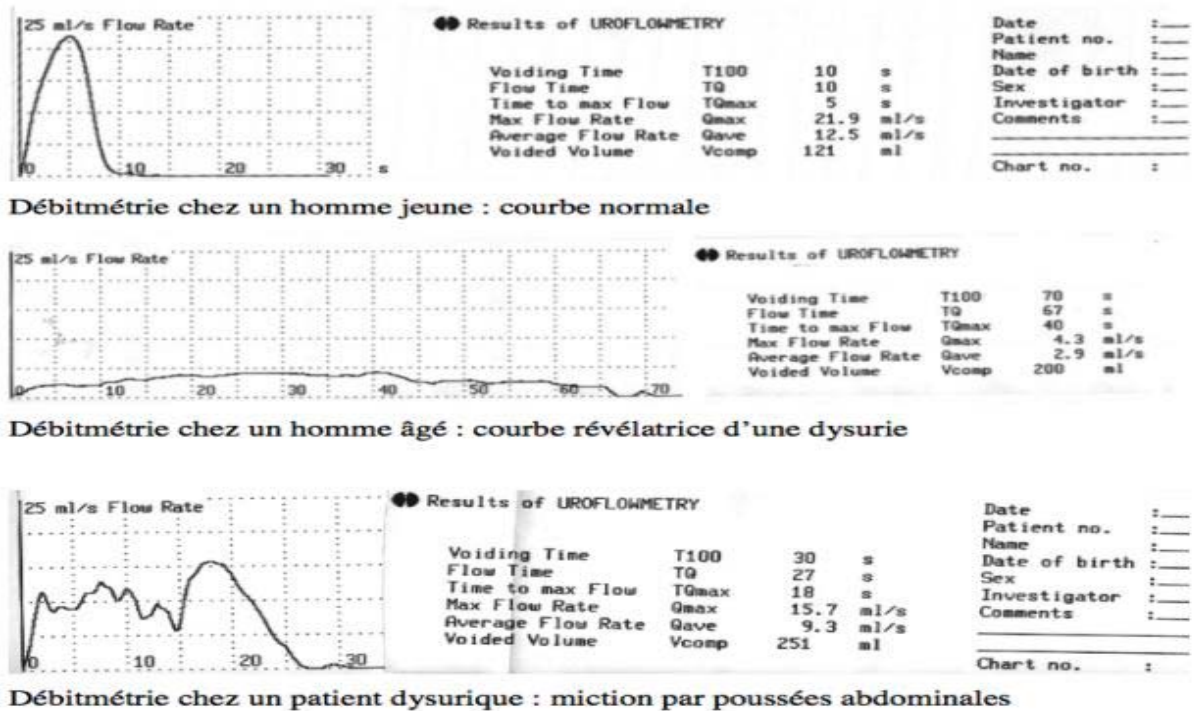 25 ml/s Flow Rate
0 10 20 30 s
Results of UROFLOWMETRY
Voiding Time T100 10 s
Flow Time TQ 10 s
Time to max Flow TQmax 5 s
Max Flow Rate Qmax 21.9 ml/s
Average Flow Rate Qave 12.5 ml/s
Voided Volume Vcomp 121 ml
Date :
Patient no. :
Name :
Date of birth :
Sex :
Investigator :
Comments :
Chart no. :
Débitmétrie chez un homme jeune : courbe normale
25 ml/s Flow Rate
0 10 20 30 40 50 60 70
Results of UROFLOWMETRY
Voiding Time T100 70 s
Flow Time TQ 67 s
Time to max Flow TQmax 40 s
Max Flow Rate Qmax 4.3 ml/s
Average Flow Rate Qave 2.9 ml/s
Voided Volume Vcomp 200 ml
Débitmétrie chez un homme âgé : courbe révélatrice d'une dysurie
25 ml/s Flow Rate
0 10 20 30
Results of UROFLOWMETRY
Voiding Time T100 30 s
Flow Time TQ 27 s
Time to max Flow TQmax 18 s
Max Flow Rate Qmax 15.7 ml/s
Average Flow Rate Qave 9.3 ml/s
Voided Volume Vcomp 251 ml
Date :
Patient no. :
Name :
Date of birth :
Sex :
Investigator :
Comments :
Chart no. :
Débitmétrie chez un patient dysurique : miction par poussées abdominales